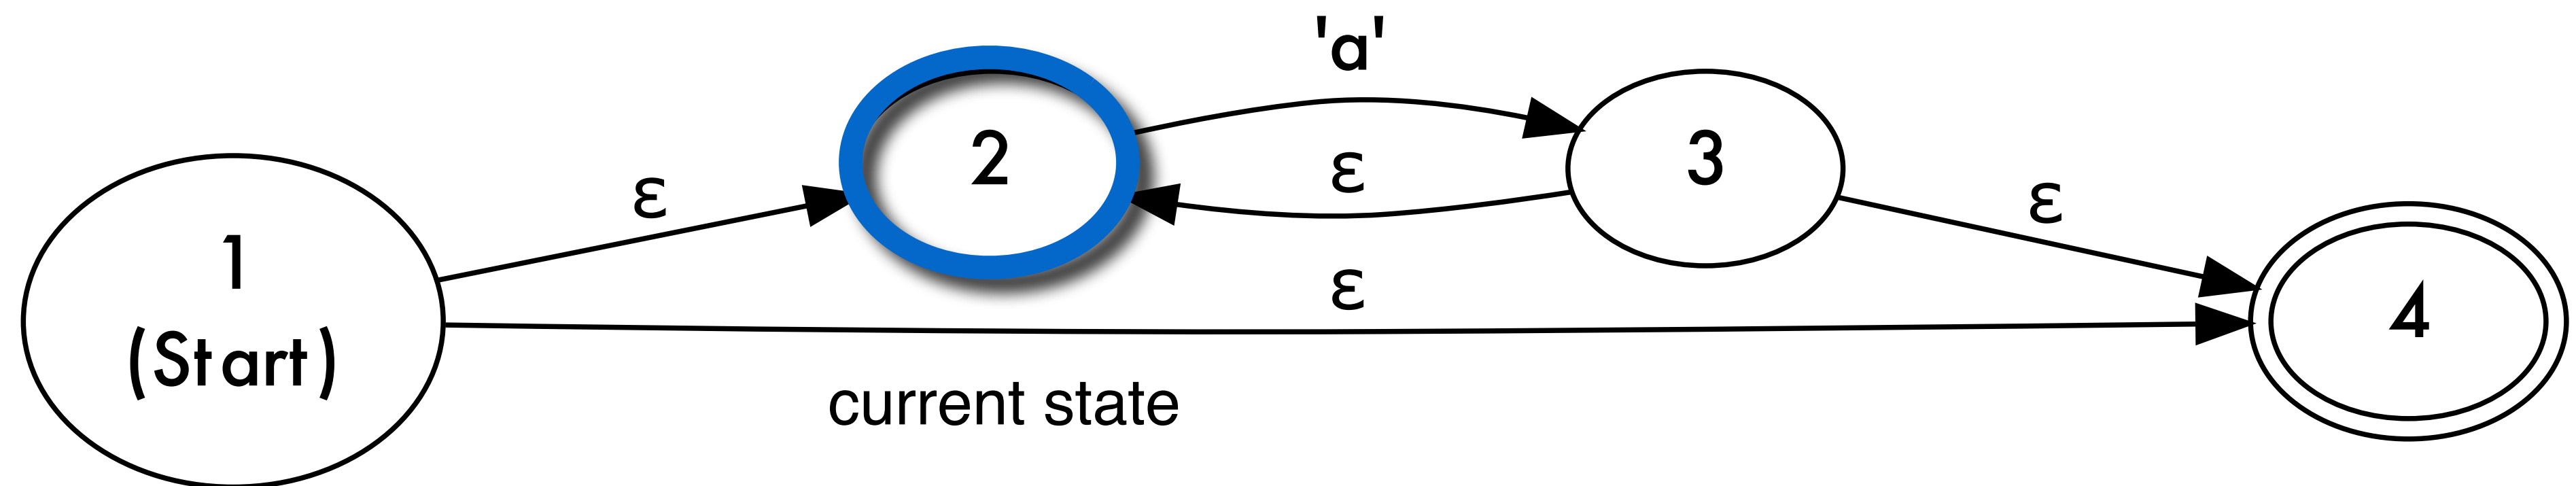 'a'
ε
2
3
ε
ε
1
(Start)
ε
4
current state